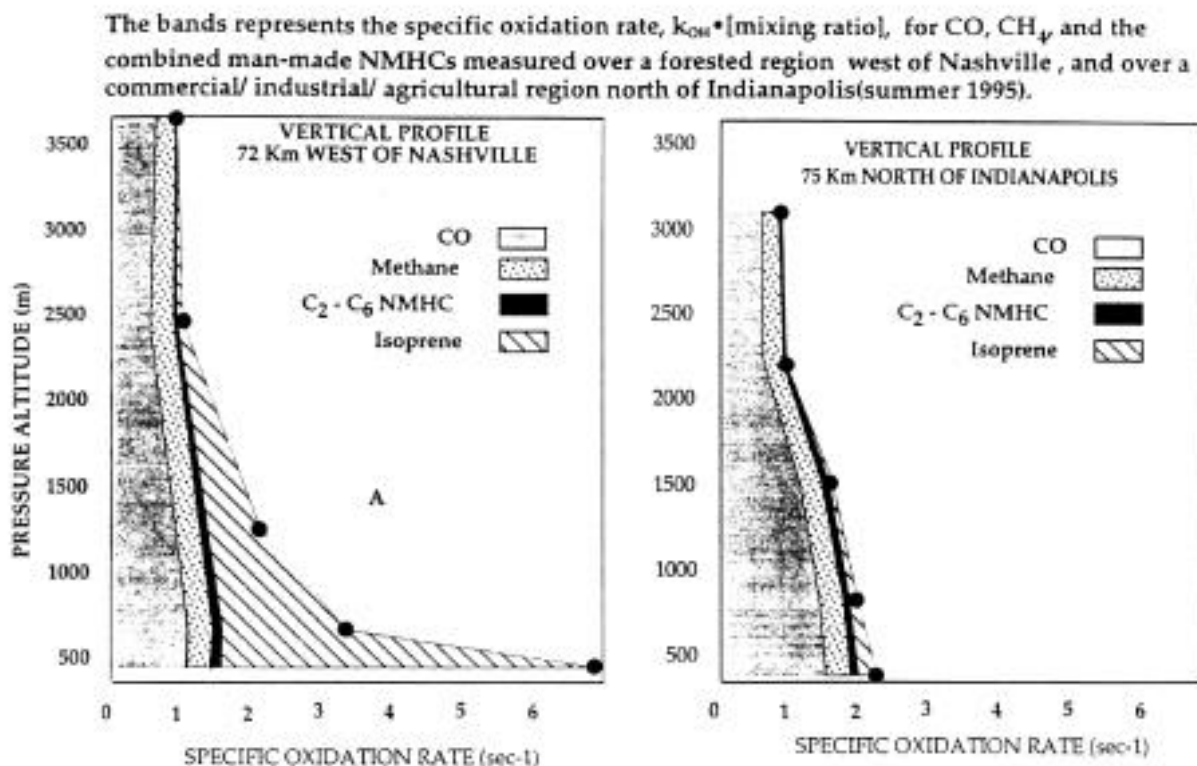 The bands represents the specific oxidation rate, kOH•[mixing ratio], for CO, CH4, and the
combined man-made NMHCs measured over a forested region west of Nashville, and over a
commercial/ industrial/ agricultural region north of Indianapolis(summer 1995).
VERTICAL PROFILE
72 Km WEST OF NASHVILLE
CO
Methane
C2 - C6 NMHC
Isoprene
A
3500
3000
2500
2000
1500
1000
500
PRESSURE ALTITUDE (m)
0 1 2 3 4 5 6
SPECIFIC OXIDATION RATE (sec-1)
VERTICAL PROFILE
75 Km NORTH OF INDIANAPOLIS
CO
Methane
C2 - C6 NMHC
Isoprene
3500
3000
2500
2000
1500
1000
500
0 1 2 3 4 5 6
SPECIFIC OXIDATION RATE (sec-1)